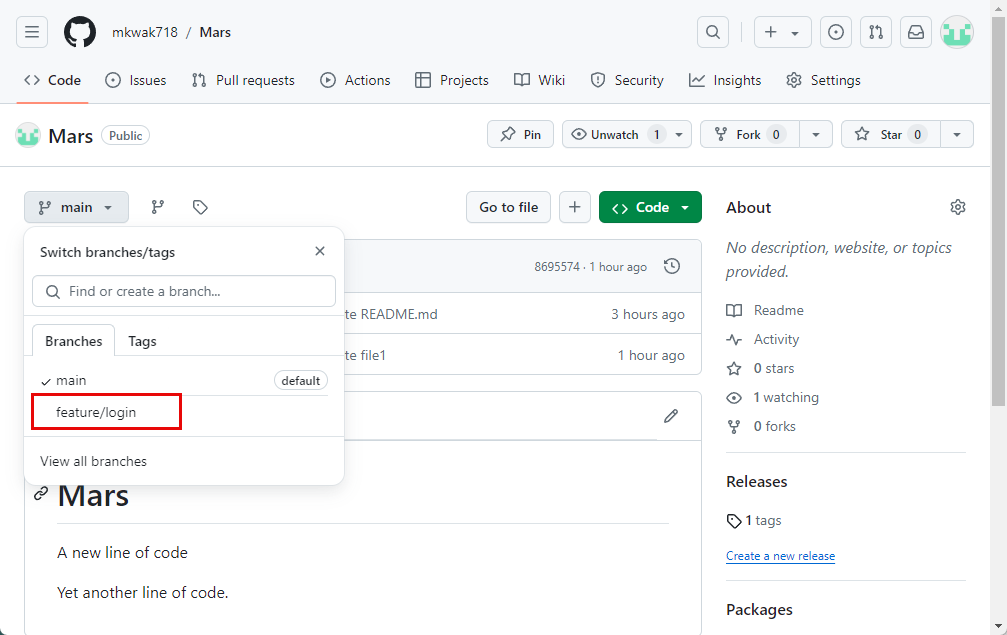 mkwak718 / Mars
Code Issues Pull requests Actions Projects Wiki Security Insights Settings
Mars Public Pin Unwatch 1 Fork 0 Star 0
main Go to file + Code
Switch branches/tags
Find or create a branch...
Branches Tags
main default
feature/login
View all branches
8695574 · 1 hour ago
te README.md 3 hours ago
te file1 1 hour ago
Mars
A new line of code
Yet another line of code.
About
No description, website, or topics
provided.
Readme
Activity
0 stars
1 watching
0 forks
Releases
1 tags
Create a new release
Packages